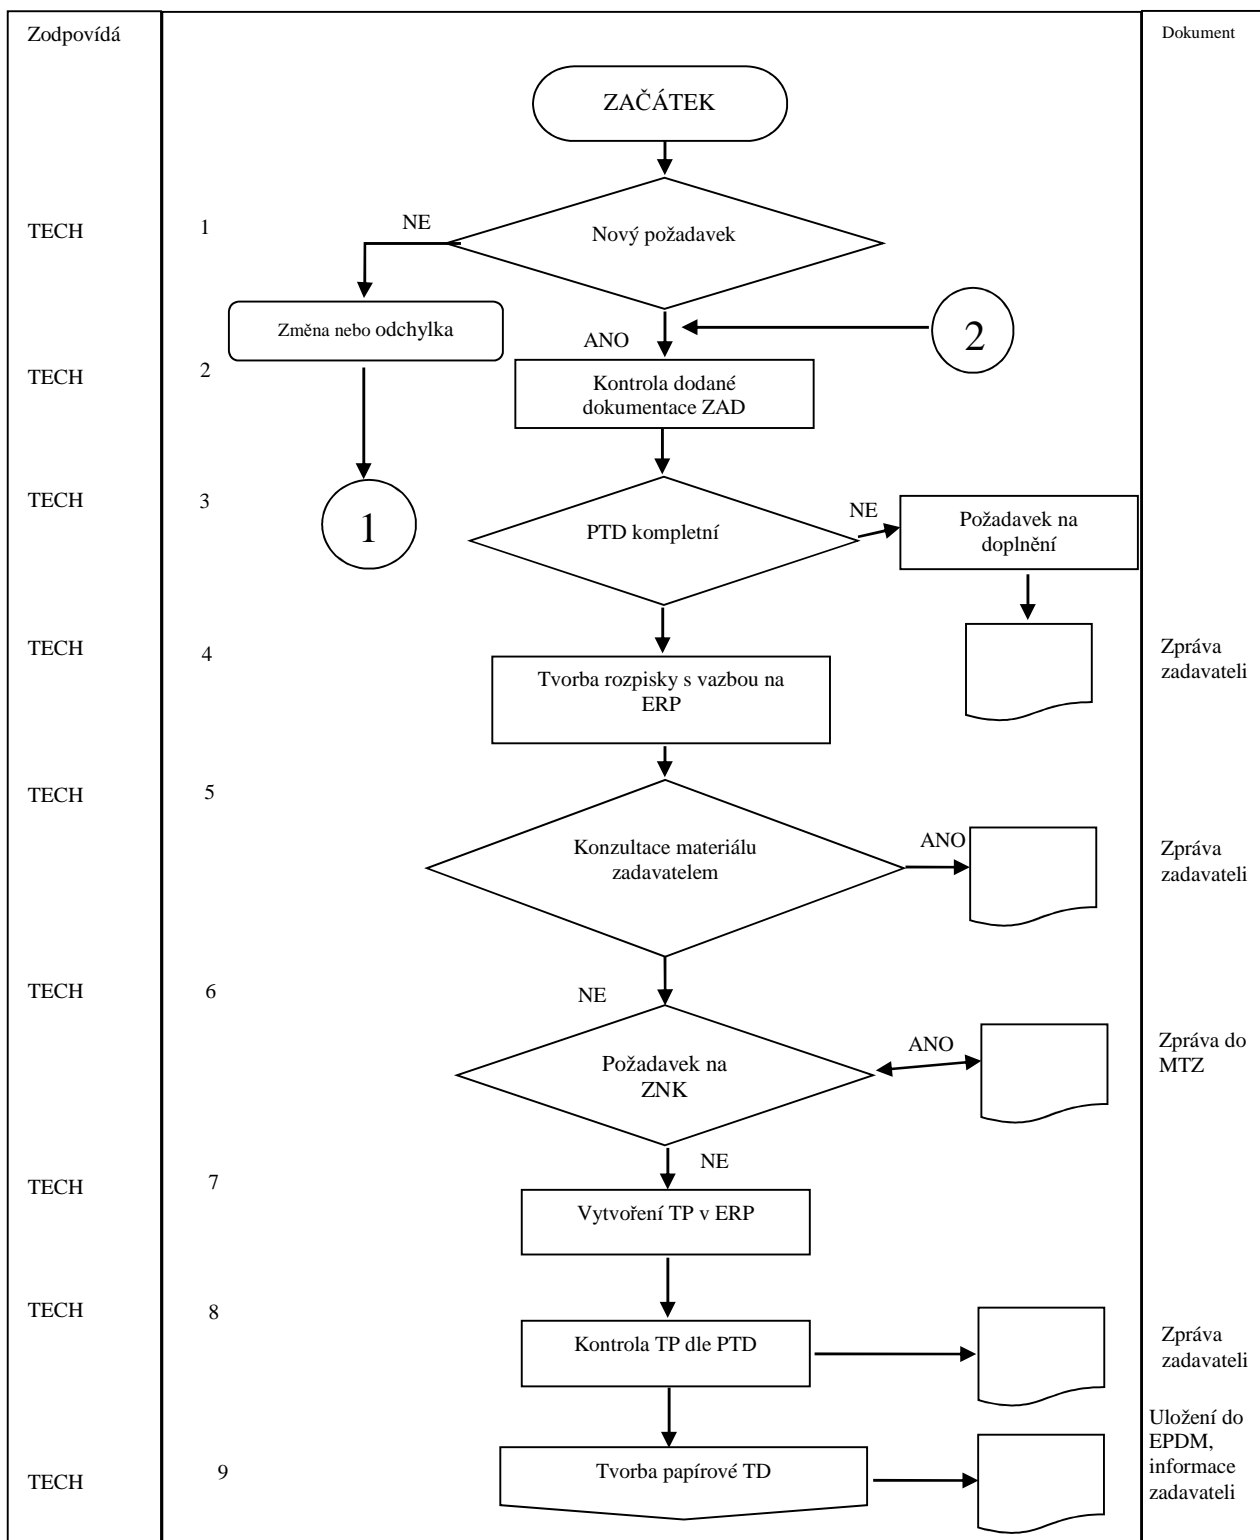 Zodpovídá
Dokument
ZAČÁTEK
TECH
1
NE
Nový požadavek
Změna nebo odchylka
ANO
2
TECH
2
Kontrola dodané
dokumentace ZAD
TECH
3
1
PTD kompletní
NE
Požadavek na
doplnění
TECH
4
Tvorba rozpisky s vazbou na
ERP
Zpráva
zadavateli
TECH
5
Konzultace materiálu
zadavatelem
ANO
Zpráva
zadavateli
TECH
6
NE
Požadavek na
ZNK
ANO
Zpráva do
MTZ
NE
TECH
7
Vytvoření TP v ERP
TECH
8
Kontrola TP dle PTD
Zpráva
zadavateli
TECH
9
Tvorba papírové TD
Uložení do
EPDM,
informace
zadavateli